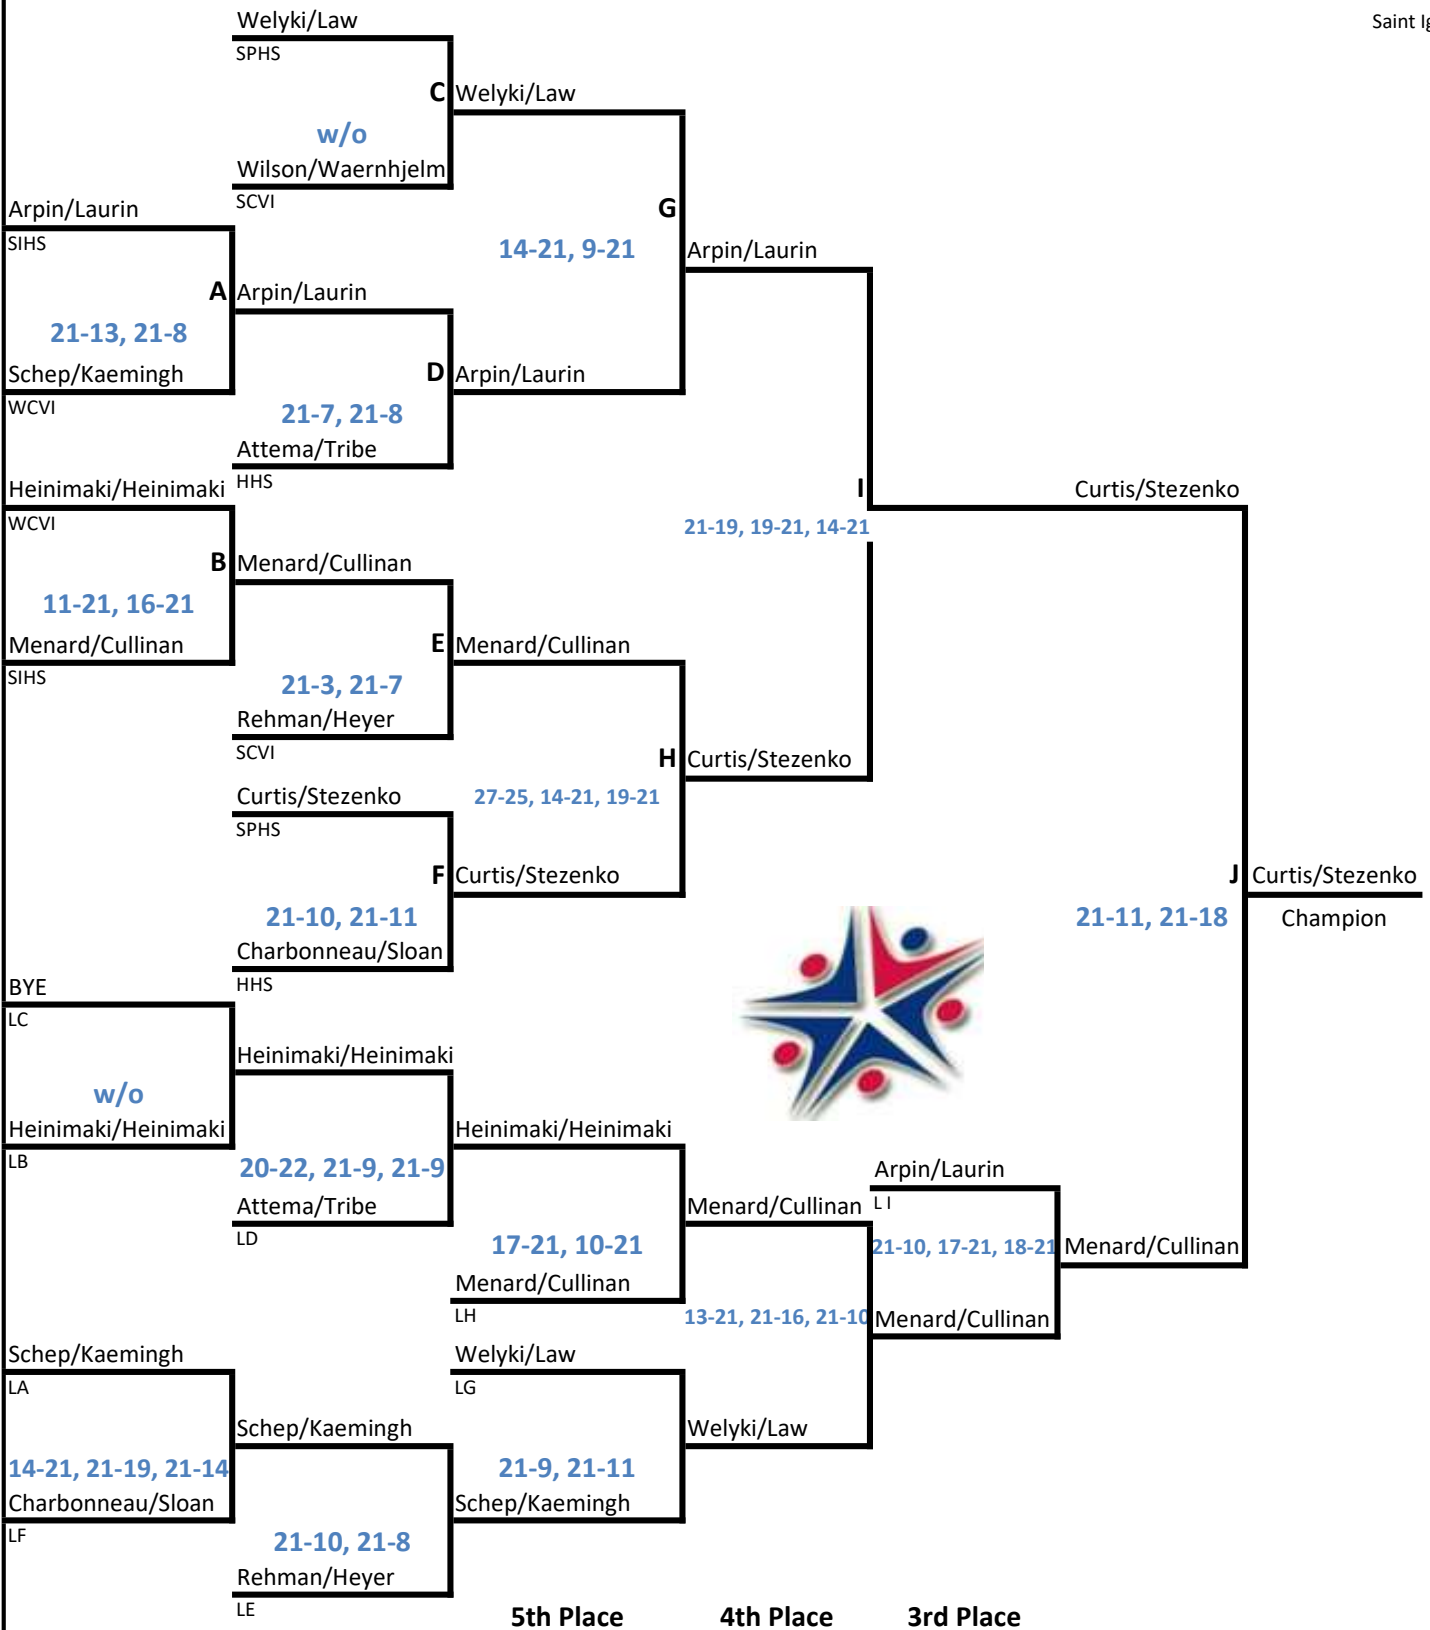 Welyki/Law
Saint Ig
SPHS
C Welyki/Law
w/o
Wilson/Waernhjelm
SCVI
Arpin/Laurin
G
SIHS
14-21, 9-21
Arpin/Laurin
A Arpin/Laurin
21-13, 21-8
Schep/Kaemingh
D Arpin/Laurin
WCVI
21-7, 21-8
Attema/Tribe
HHS
Heinimaki/Heinimaki
I
Curtis/Stezenko
WCVI
21-19, 19-21, 14-21
B Menard/Cullinan
11-21, 16-21
Menard/Cullinan
E Menard/Cullinan
SIHS
21-3, 21-7
Rehman/Heyer
SCVI
H Curtis/Stezenko
Curtis/Stezenko
27-25, 14-21, 19-21
SPHS
F Curtis/Stezenko
J Curtis/Stezenko
21-10, 21-11
21-11, 21-18
Champion
Charbonneau/Sloan
HHS
BYE
LC
Heinimaki/Heinimaki
w/o
Heinimaki/Heinimaki
Heinimaki/Heinimaki
LB
20-22, 21-9, 21-9
Arpin/Laurin
L I
Attema/Tribe
Menard/Cullinan
LD
17-21, 10-21
21-10, 17-21, 18-21
Menard/Cullinan
Menard/Cullinan
LH
13-21, 21-16, 21-10
Menard/Cullinan
Schep/Kaemingh
Welyki/Law
LA
LG
Schep/Kaemingh
Welyki/Law
14-21, 21-19, 21-14
21-9, 21-11
Charbonneau/Sloan
Schep/Kaemingh
LF
21-10, 21-8
Rehman/Heyer
LE
5th Place
4th Place
3rd Place